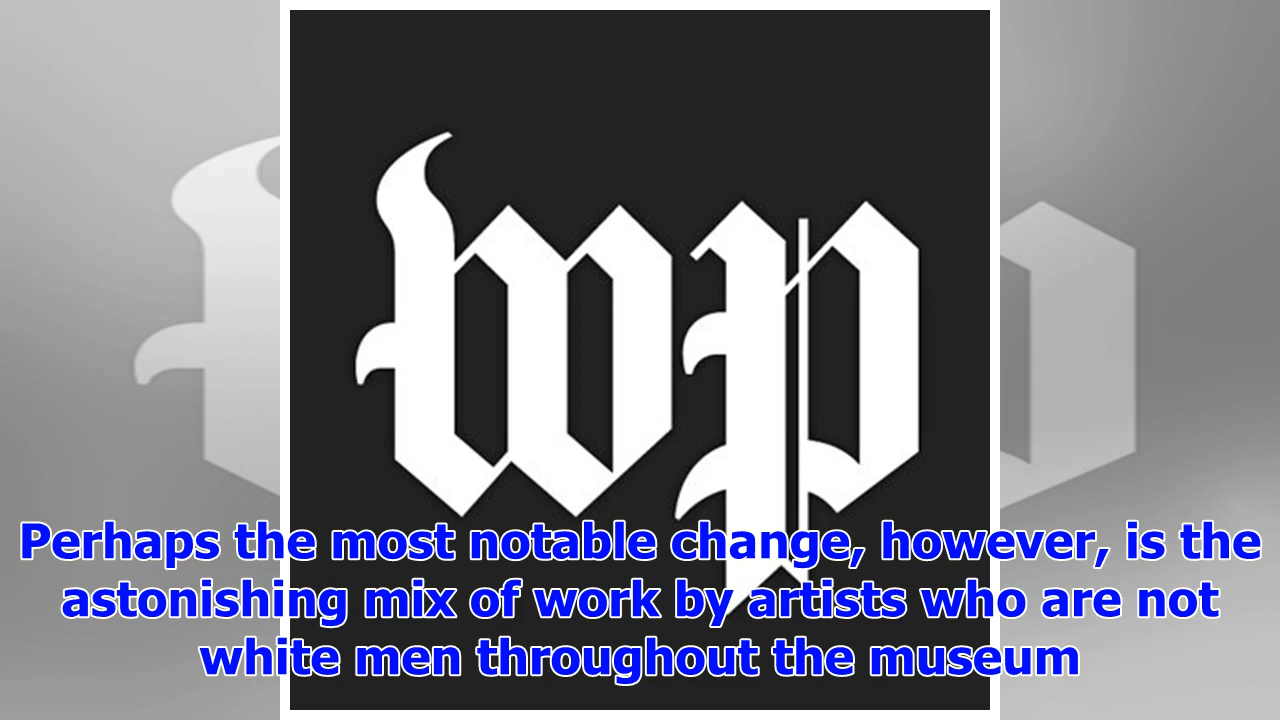 wp
Perhaps the most notable change, however, is the
astonishing mix of work by artists who are not
white men throughout the museum